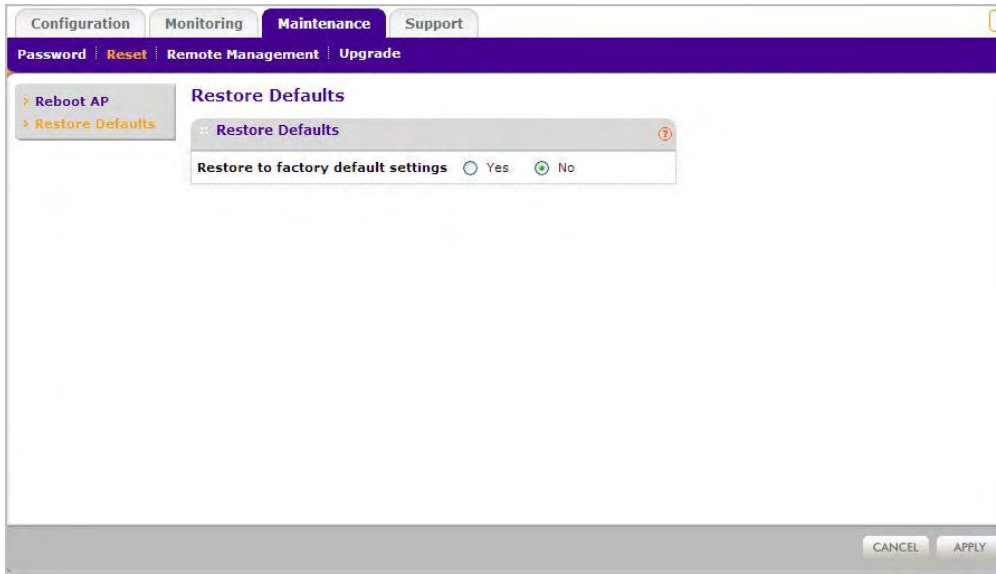 Configuration Monitoring Maintenance Support
Password Reset Remote Management Upgrade
Reboot AP
Restore Defaults
Restore Defaults
Restore Defaults ?
Restore to factory default settings Yes No
CANCEL APPLY